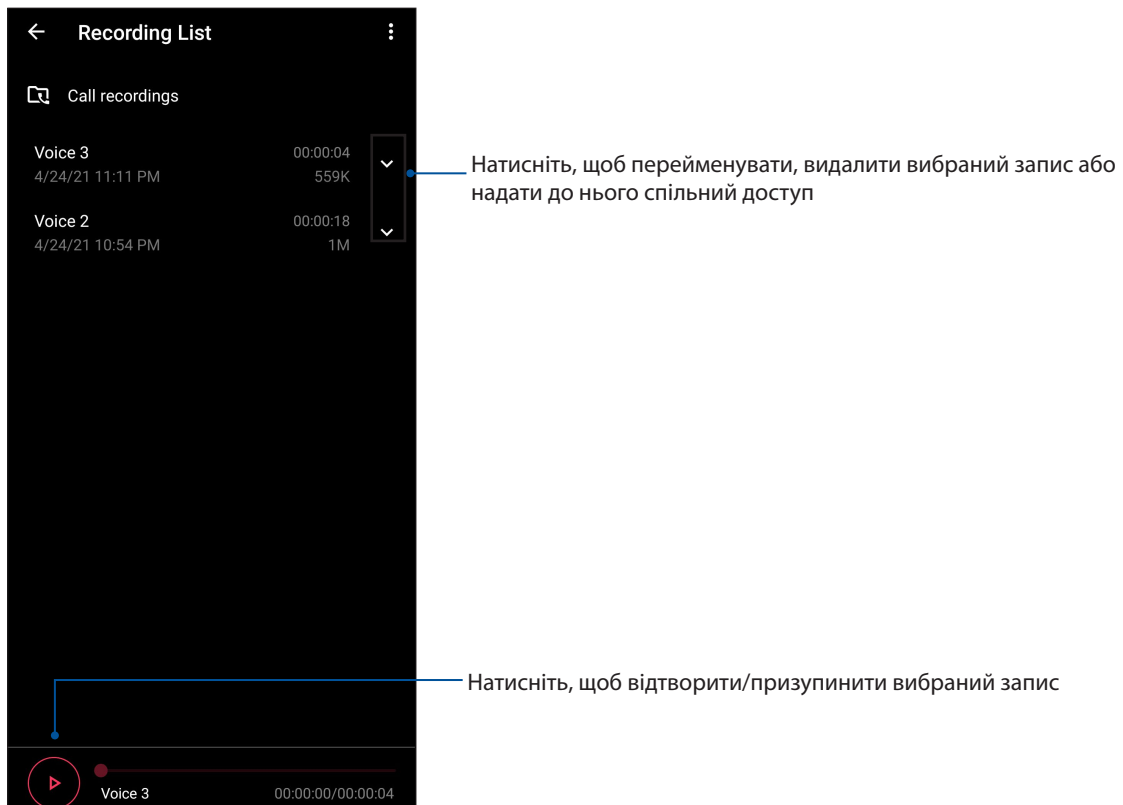 Recording List
Call recordings
Voice 3 00:00:04
4/24/21 11:11 PM 559K
Натисніть, щоб перейменувати, видалити вибраний запис або
надати до нього спільний доступ
Voice 2 00:00:18
4/24/21 10:54 PM 1M
Натисніть, щоб відтворити/призупинити вибраний запис
Voice 3 00:00:00/00:00:04